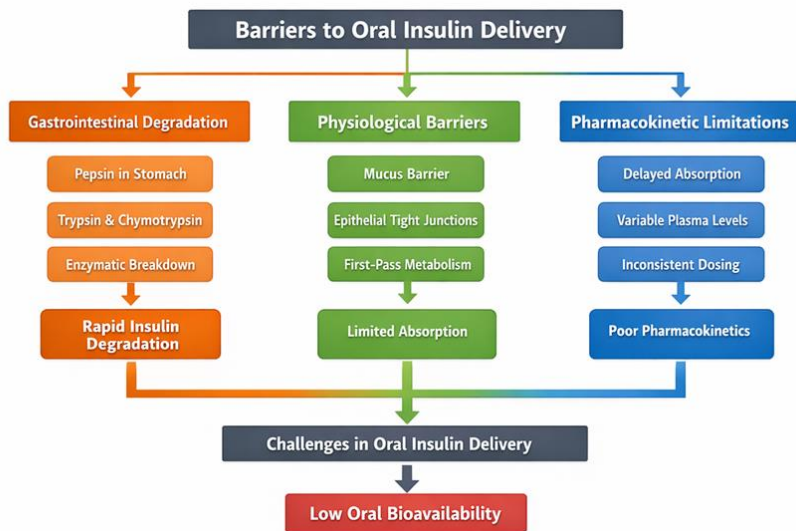 Barriers to Oral Insulin Delivery
Gastrointestinal Degradation
Pepsin in Stomach
Trypsin & Chymotrypsin
Enzymatic Breakdown
Rapid Insulin
Degradation
Physiological Barriers
Mucus Barrier
Epithelial Tight Junctions
First-Pass Metabolism
Limited Absorption
Pharmacokinetic Limitations
Delayed Absorption
Variable Plasma Levels
Inconsistent Dosing
Poor Pharmacokinetics
Challenges in Oral Insulin Delivery
Low Oral Bioavailability